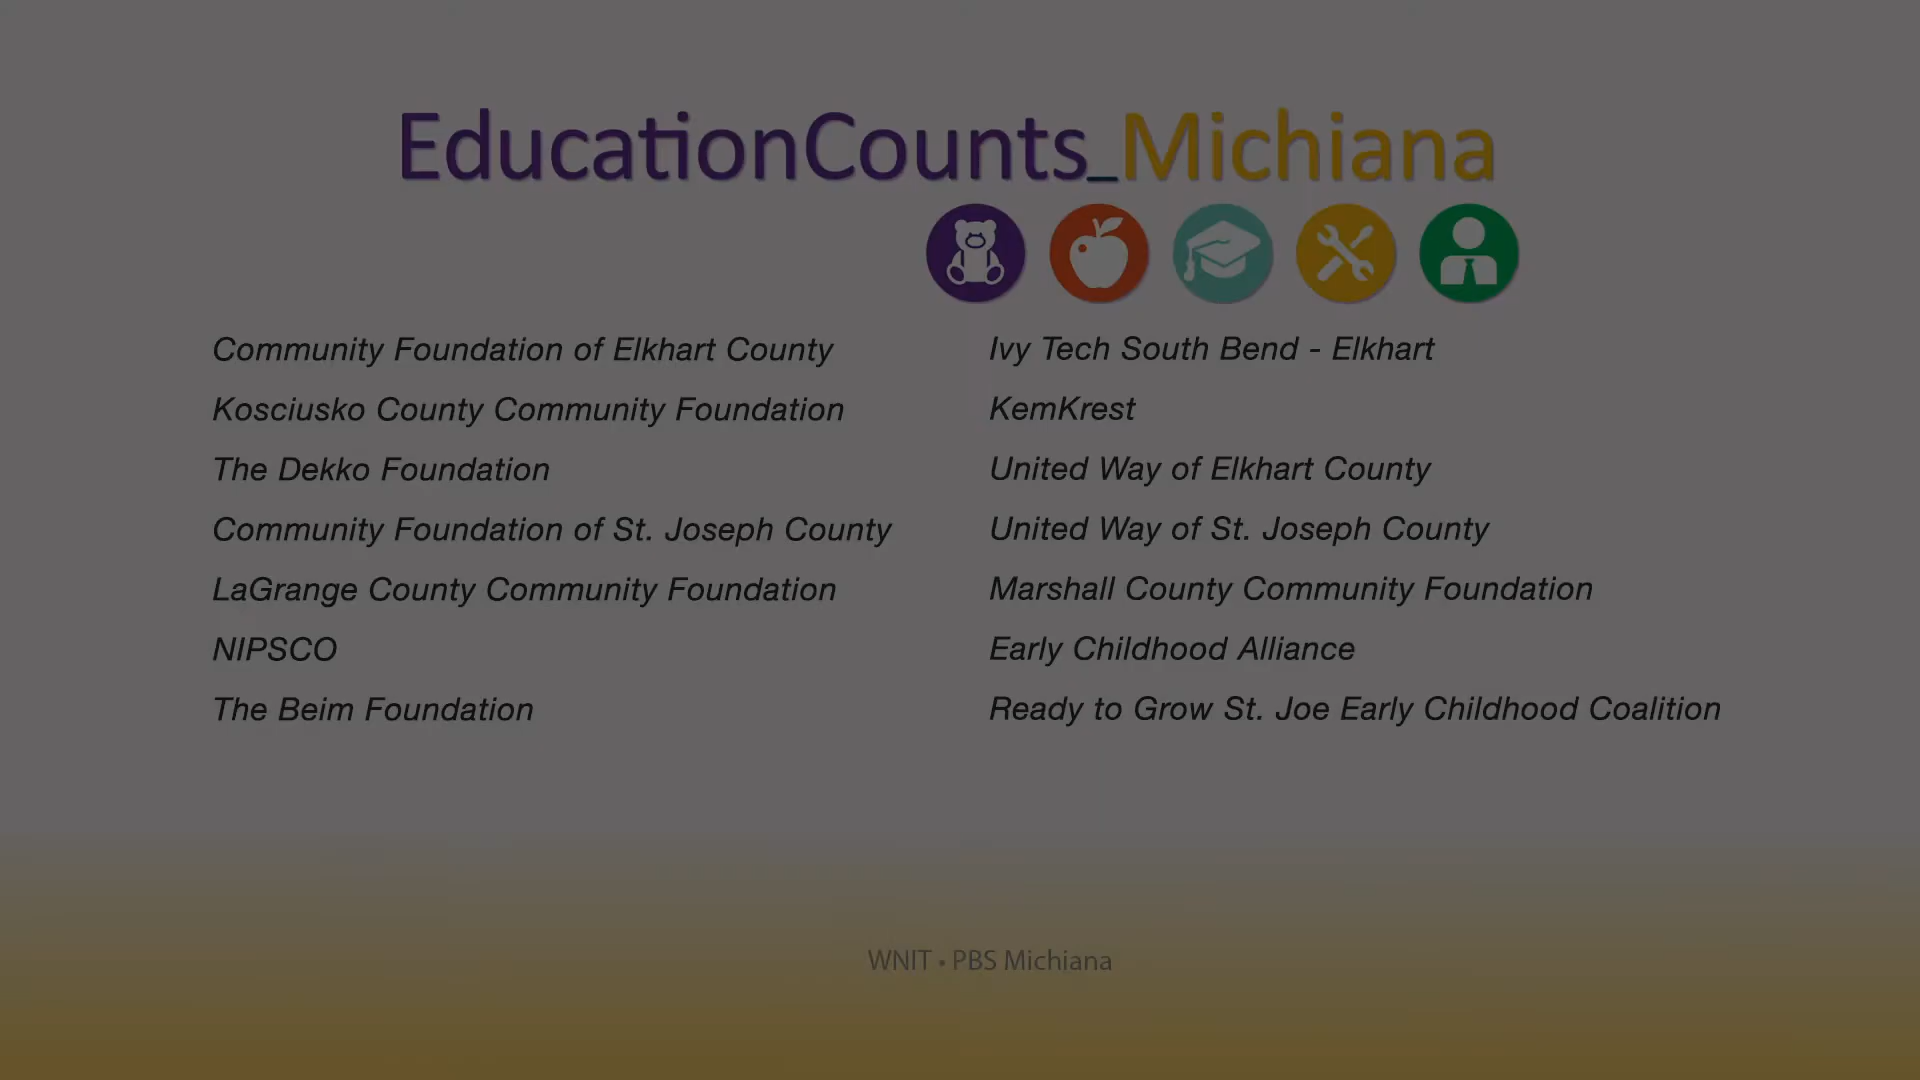 EducationCounts_Michiana
Community Foundation of Elkhart County
Kosciusko County Community Foundation
The Dekko Foundation
Community Foundation of St. Joseph County
LaGrange County Community Foundation
NIPSCO
The Beim Foundation
Ivy Tech South Bend - Elkhart
KemKrest
United Way of Elkhart County
United Way of St. Joseph County
Marshall County Community Foundation
Early Childhood Alliance
Ready to Grow St. Joe Early Childhood Coalition
WNIT • PBS Michiana